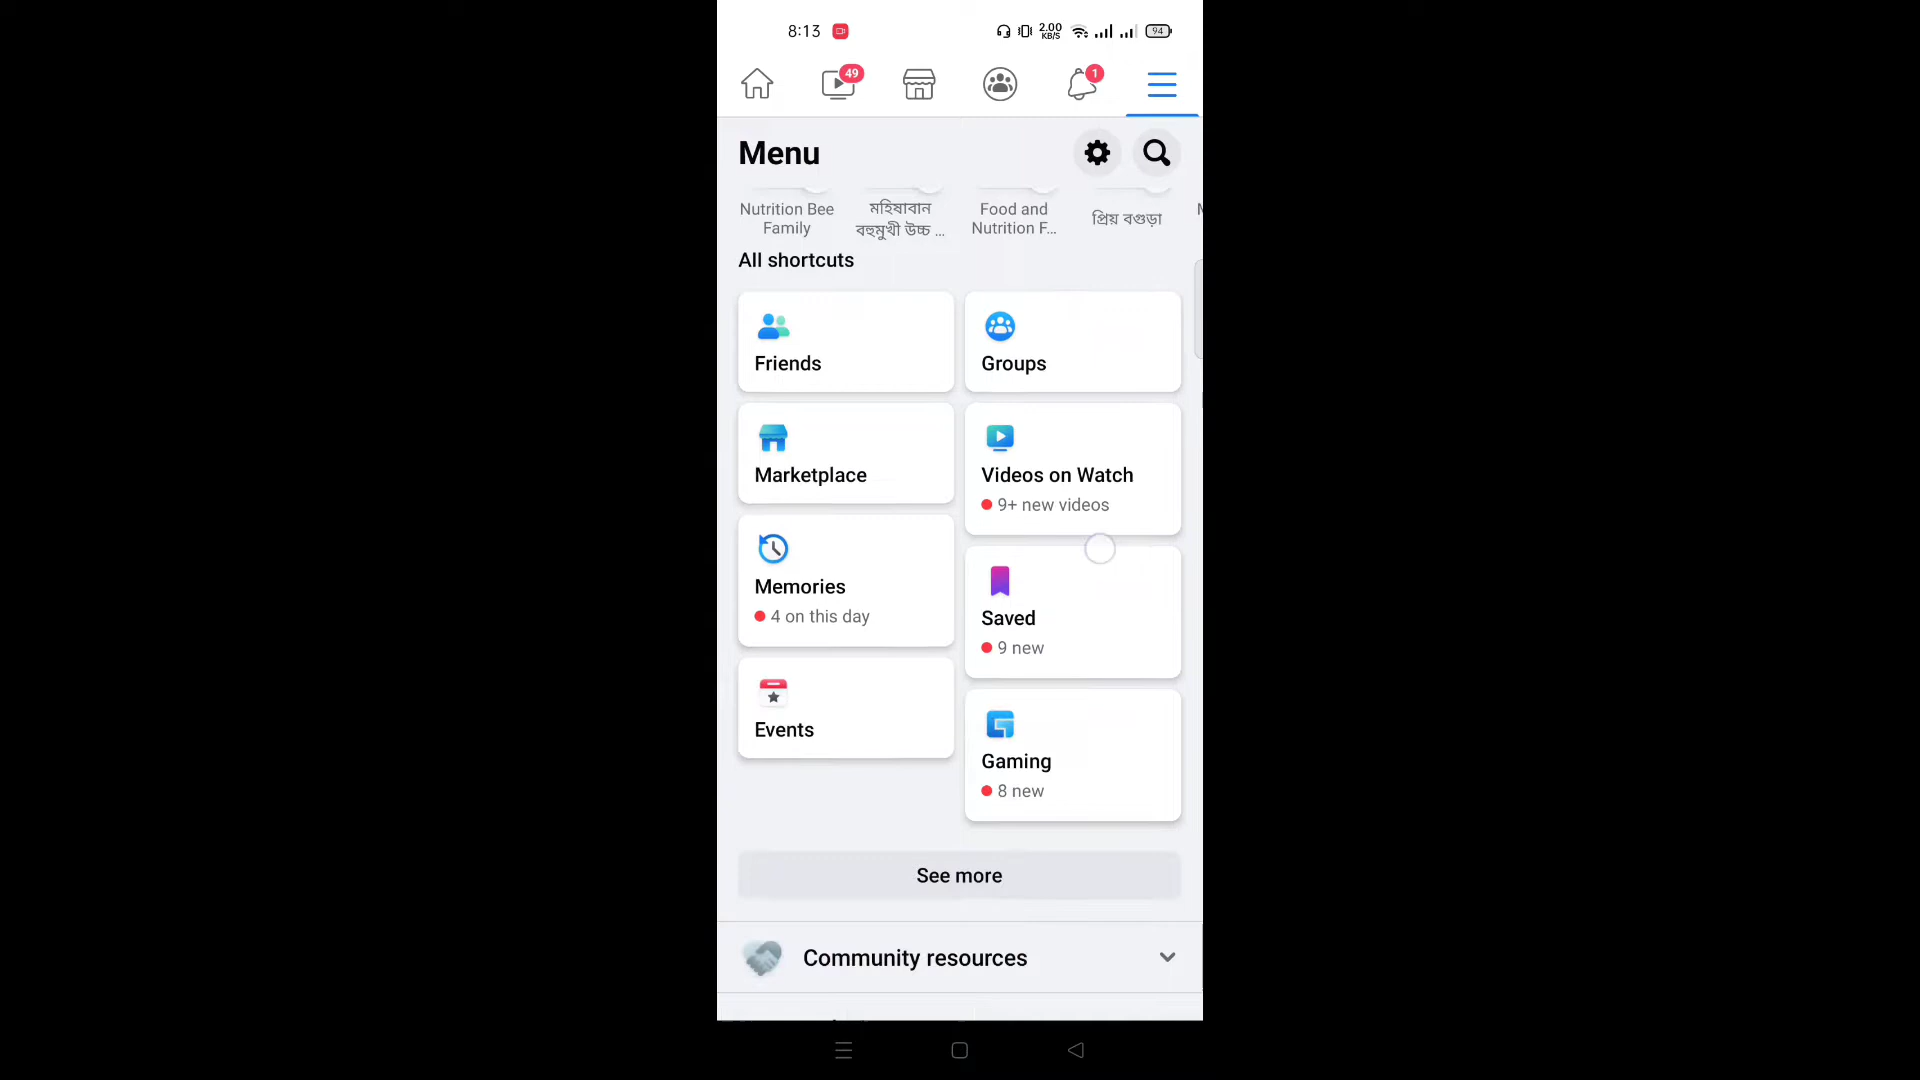 8:13
2.00
KB/S
94
49
1
Menu
Nutrition Bee
Family
মহিষাবান
বহুমুখী উচ্চ ...
Food and
Nutrition F...
প্রিয় বগুড়া
All shortcuts
Friends
Groups
Marketplace
Videos on Watch
9+ new videos
Memories
4 on this day
Saved
9 new
Events
Gaming
8 new
See more
Community resources